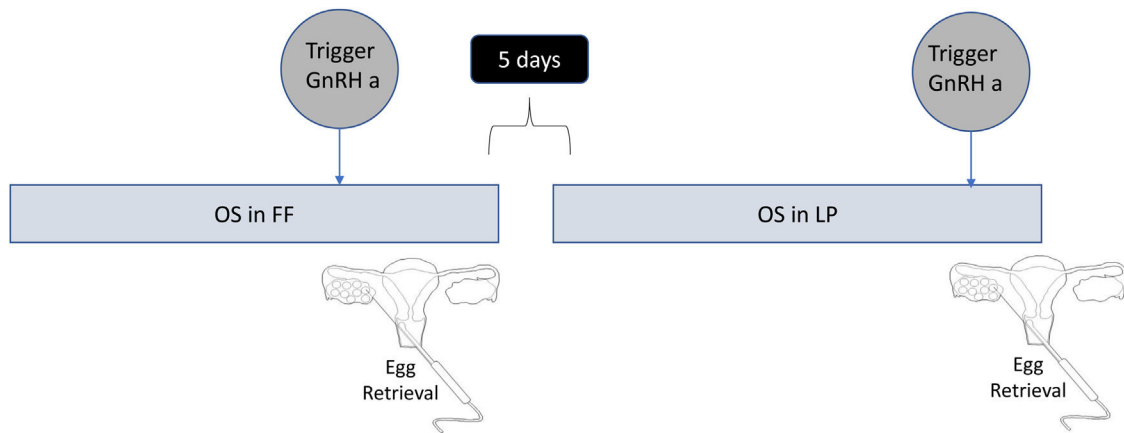 Trigger
GnRH a
5 days
Trigger
GnRH a
OS in FF
OS in LP
Egg
Retrieval
Egg
Retrieval